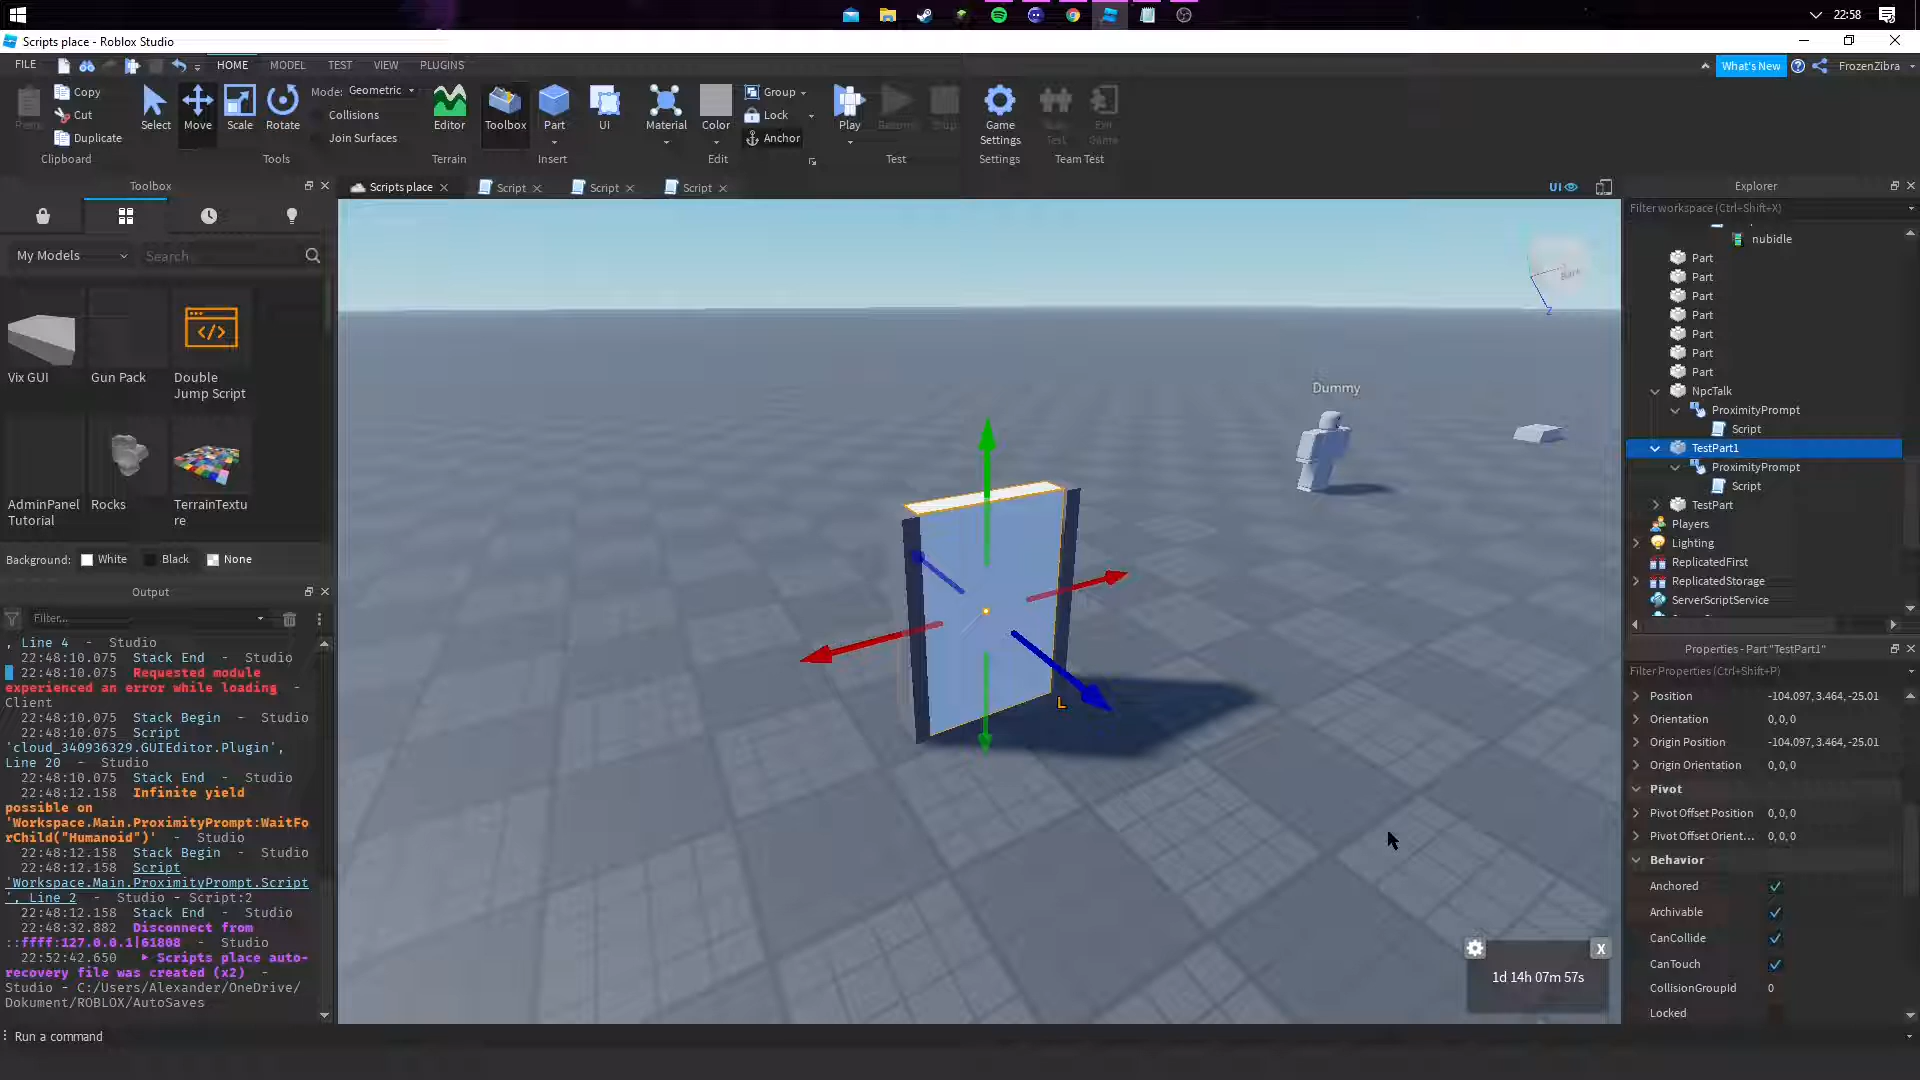 22:58
Scripts place - Roblox Studio
FILE
HOME
MODEL
TEST
VIEW
PLUGINS
What's New
FrozenZibra
Copy
Cut
Duplicate
Clipboard
Select
Move
Scale
Rotate
Mode: Geometric
Collisions
Join Surfaces
Tools
Editor
Terrain
Toolbox
Part
UI
Insert
Material
Color
Group
Lock
Anchor
Edit
Play
Test
Game
Settings
Settings
Team Test
Toolbox
Scripts place
Script
Script
Script
UI
Explorer
My Models
Search
Vix GUI
Gun Pack
Double
Jump Script
AdminPanel
Tutorial
Rocks
TerrainTextu
re
Background:
White
Black
None
Output
Filter...
, Line 4 - Studio
22:48:10.075 Stack End - Studio
22:48:10.075 Requested module
experienced an error while loading -
Client
22:48:10.075 Stack Begin - Studio
22:48:10.075 Script
'cloud_340936329.GUIEditor.Plugin',
Line 20 - Studio
22:48:10.075 Stack End - Studio
22:48:12.158 Infinite yield
possible on
'Workspace.Main.ProximityPrompt:WaitFo
rChild("Humanoid")' - Studio
22:48:12.158 Stack Begin - Studio
22:48:12.158 Script
'Workspace.Main.ProximityPrompt.Script
', Line 2 - Studio - Script:2
22:48:12.158 Stack End - Studio
22:48:32.882 Disconnect from
::ffff:127.0.0.1|61808 - Studio
22:52:42.650 Scripts place auto-
recovery file was created (x2) -
Studio - C:/Users/Alexander/OneDrive/
Dokument/ROBLOX/AutoSaves
Run a command
Dummy
Back
Z
L
X
1d 14h 07m 57s
Filter workspace (Ctrl+Shift+X)
nubidle
Part
Part
Part
Part
Part
Part
Part
NpcTalk
ProximityPrompt
Script
TestPart1
ProximityPrompt
Script
TestPart
Players
Lighting
ReplicatedFirst
ReplicatedStorage
ServerScriptService
Properties - Part "TestPart1"
Filter Properties (Ctrl+Shift+P)
Position -104.097, 3.464, -25.01
Orientation 0, 0, 0
Origin Position -104.097, 3.464, -25.01
Origin Orientation 0, 0, 0
Pivot
Pivot Offset Position 0, 0, 0
Pivot Offset Orient... 0, 0, 0
Behavior
Anchored
Archivable
CanCollide
CanTouch
CollisionGroupId 0
Locked